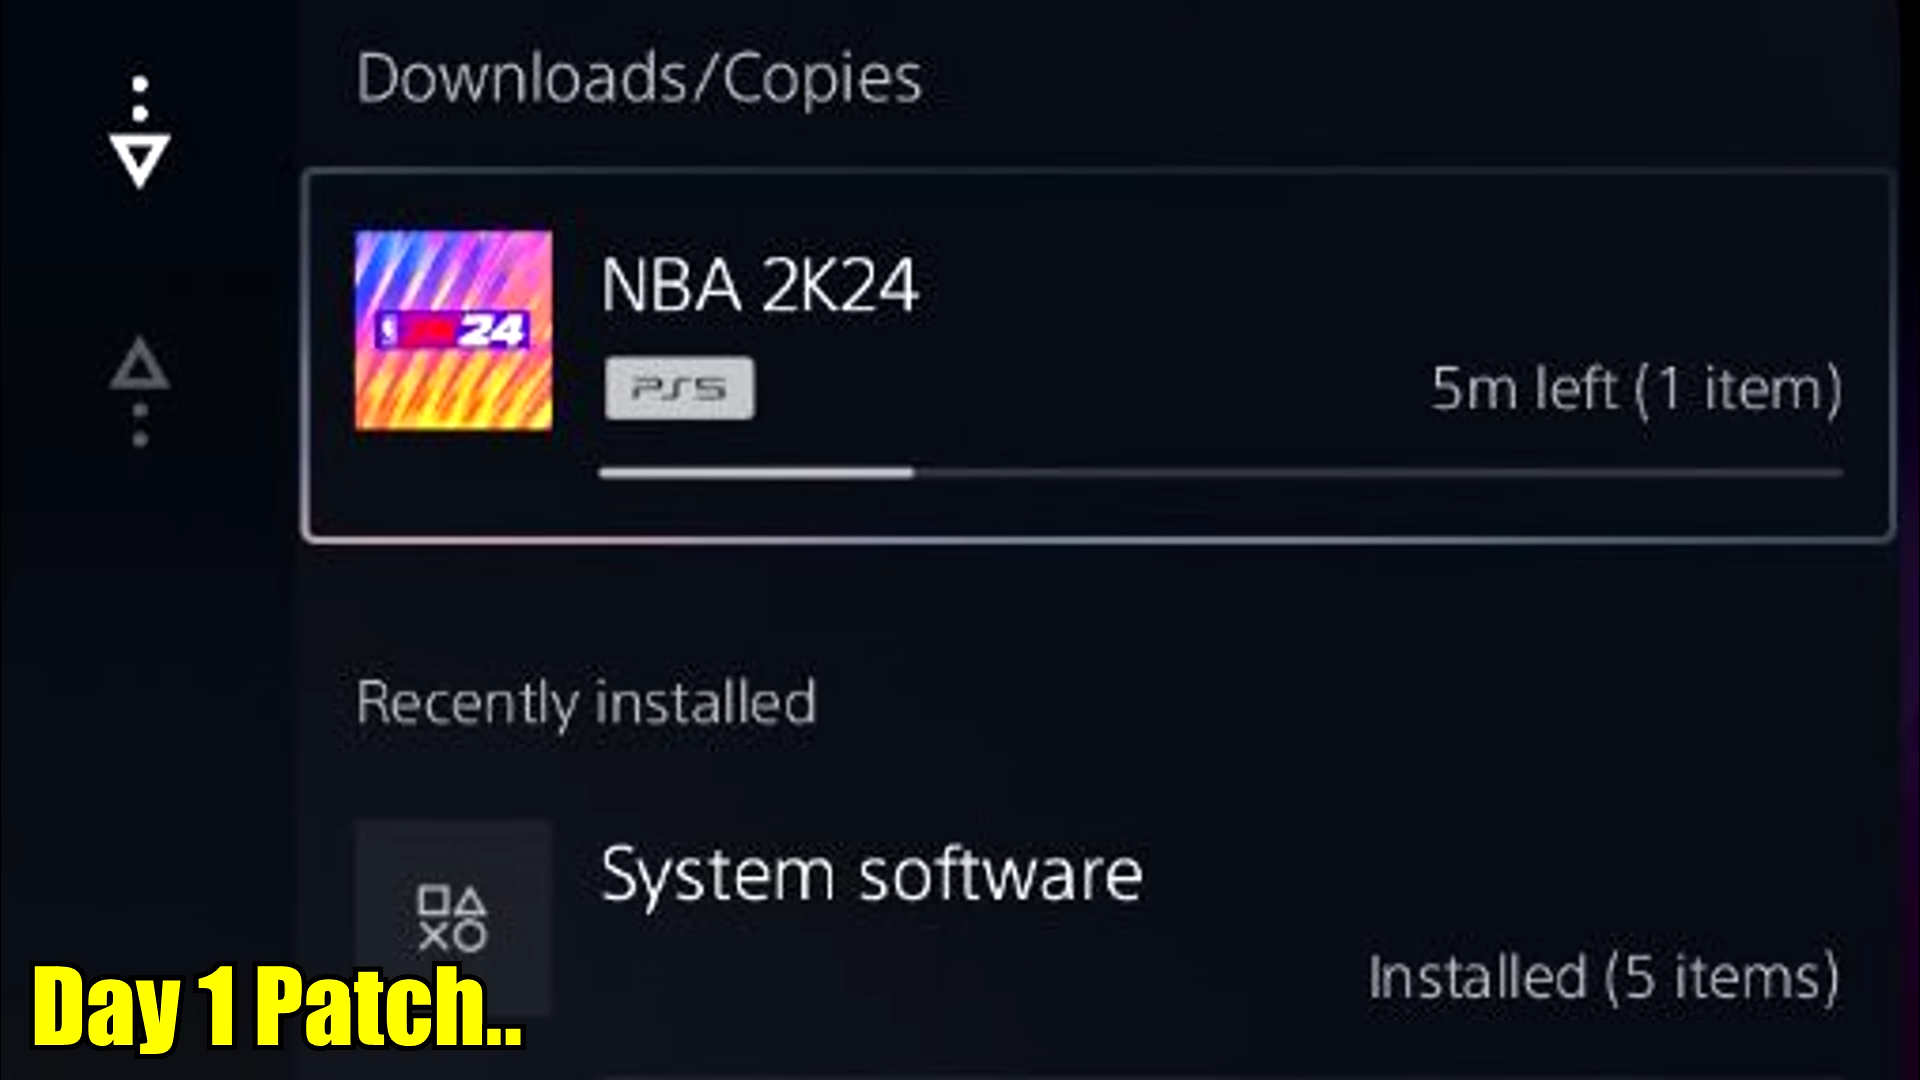 Downloads/Copies
NBA 2K24
24
PS5
5m left (1 item)
Recently installed
System software
Installed (5 items)
Day 1 Patch..